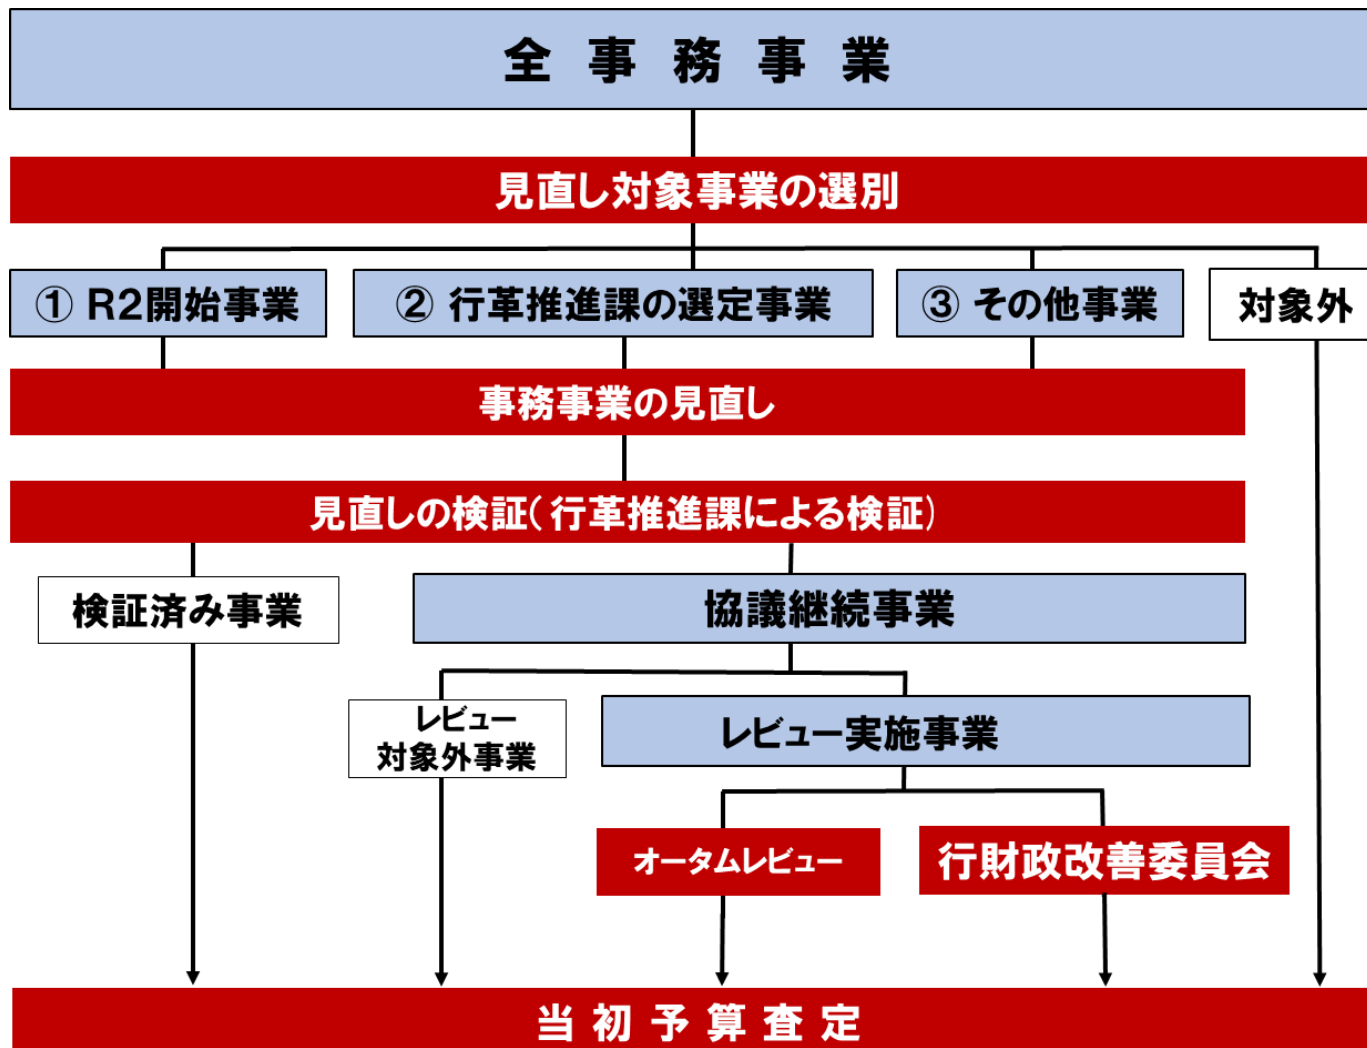 全事務事業
見直し対象事業の選別
① R2開始事業
② 行革推進課の選定事業
③ その他事業
対象外
事務事業の見直し
見直しの検証(行革推進課による検証)
検証済み事業
協議継続事業
レビュー
対象外事業
レビュー実施事業
オータムレビュー
行財政改善委員会
当初予算査定